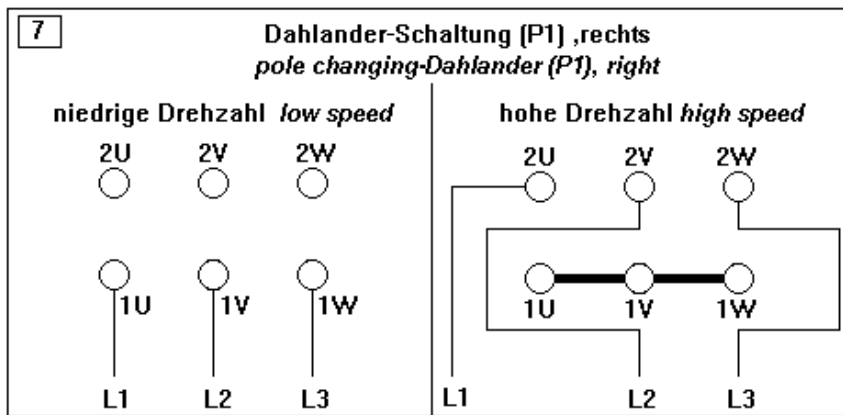 7
Dahlander-Schaltung (P1) ,rechts
pole changing-Dahlander (P1), right
niedrige Drehzahl low speed
2U 2V 2W
1U 1V 1W
L1 L2 L3
hohe Drehzahl high speed
2U 2V 2W
1U 1V 1W
L1 L2 L3